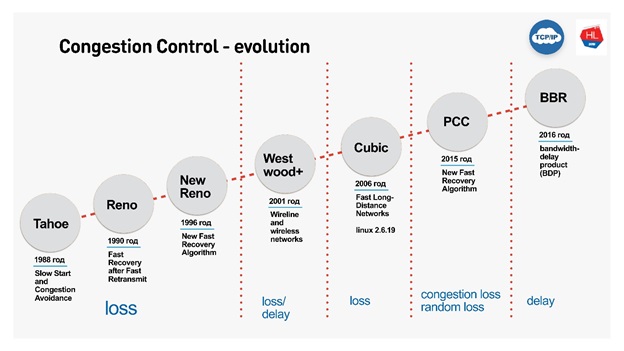 Congestion Control - evolution
TCP/IP
HL
Tahoe
1988 год
Slow Start
and
Congestion
Avoidance
Reno
1990 год
Fast
Recovery
after Fast
Retransmit
New
Reno
1996 год
New Fast
Recovery
Algorithm
loss
West
wood+
2001 год
Wireline and
wireless
networks
loss/
delay
Cubic
2006 год
Fast Long-
Distance
Networks
linux 2.6.19
loss
PCC
2015 год
New Fast
Recovery
Algorithm
congestion loss
random loss
BBR
2016 год
bandwidth-
delay
product
(BDP)
delay